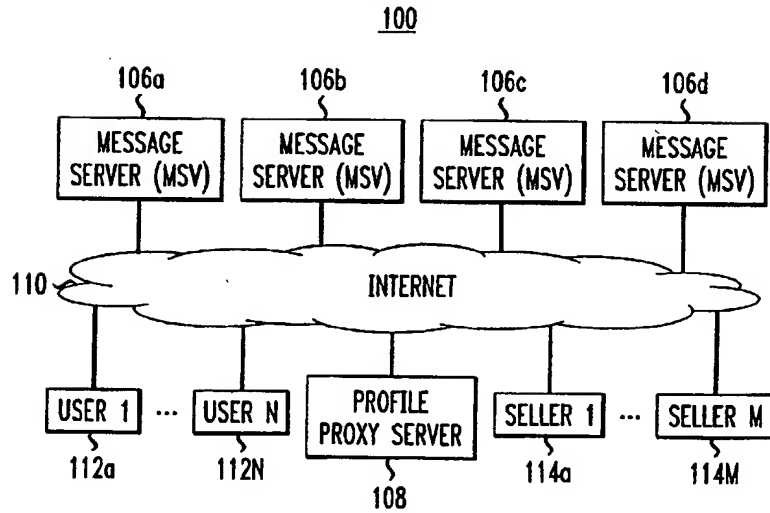 100
106a 106b 106c 106d
MESSAGE SERVER (MSV) MESSAGE SERVER (MSV) MESSAGE SERVER (MSV) MESSAGE SERVER (MSV)
110 INTERNET
USER 1 ... USER N PROFILE PROXY SERVER SELLER 1 ... SELLER M
112a 112N 108 114a 114M